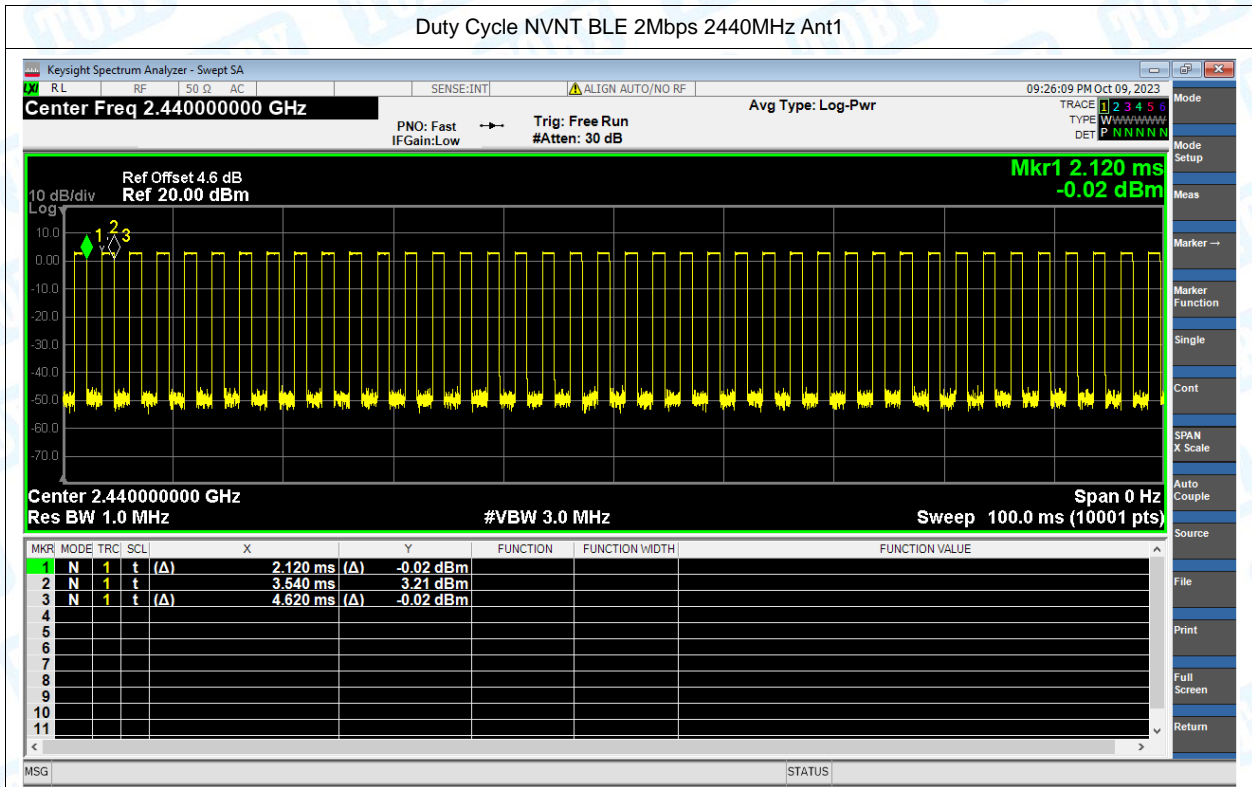 Duty Cycle NVNT BLE 2Mbps 2440MHz Ant1
Keysight Spectrum Analyzer - Swept SA
LXI RL RF 50 Ω AC SENSE:INT ALIGN AUTO/NO RF 09:26:09 PM Oct 09, 2023
Center Freq 2.440000000 GHz
Avg Type: Log-Pwr
TRACE 1 2 3 4 5 6
TYPE WWWWWW
DET P N N N N N
PNO: Fast
IFGain:Low
Trig: Free Run
#Atten: 30 dB
Mkr1 2.120 ms
-0.02 dBm
Ref Offset 4.6 dB
10 dB/div Ref 20.00 dBm
Log
10.0
0.00
-10.0
-20.0
-30.0
-40.0
-50.0
-60.0
-70.0
1 2 3
Center 2.440000000 GHz Span 0 Hz
Res BW 1.0 MHz #VBW 3.0 MHz Sweep 100.0 ms (10001 pts)
MKR MODE TRC SCL X Y FUNCTION FUNCTION WIDTH FUNCTION VALUE
1 N 1 t (Δ) 2.120 ms (Δ) -0.02 dBm
2 N 1 t 3.540 ms 3.21 dBm
3 N 1 t (Δ) 4.620 ms (Δ) -0.02 dBm
4
5
6
7
8
9
10
11
MSG STATUS
Mode
Mode
Setup
Meas
Marker →
Marker
Function
Single
Cont
SPAN
X Scale
Auto
Couple
Source
File
Print
Full
Screen
Return
TOBY